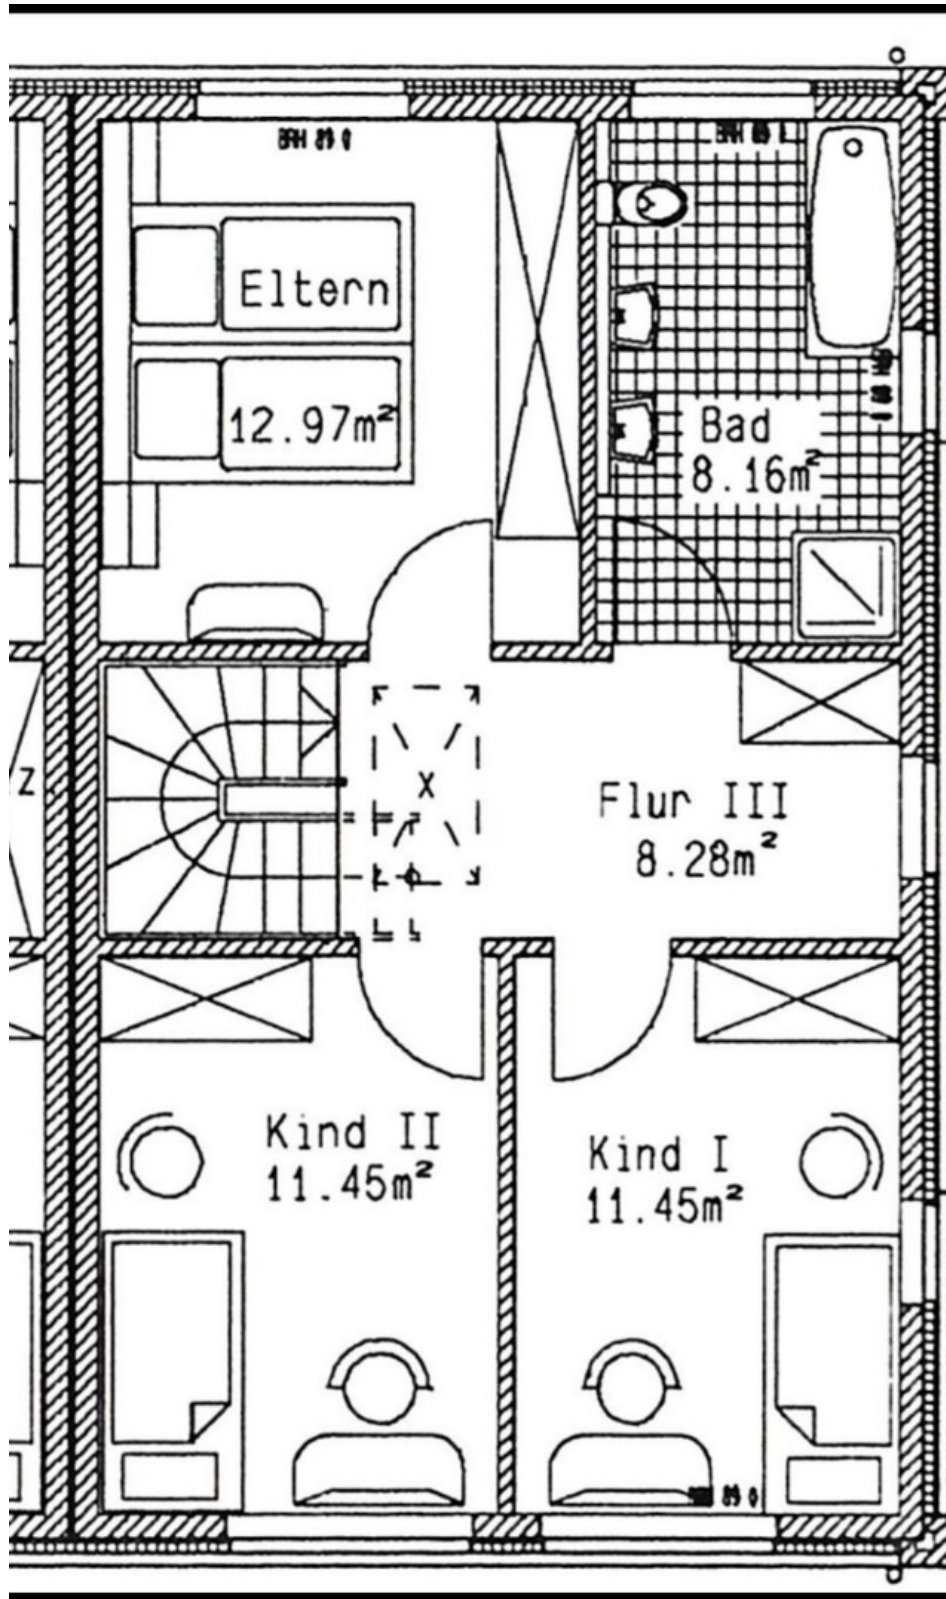 Eltern
12.97m²
Bad
8.16m²
Z
X
Flur III
8.28m²
Kind II
11.45m²
Kind I
11.45m²